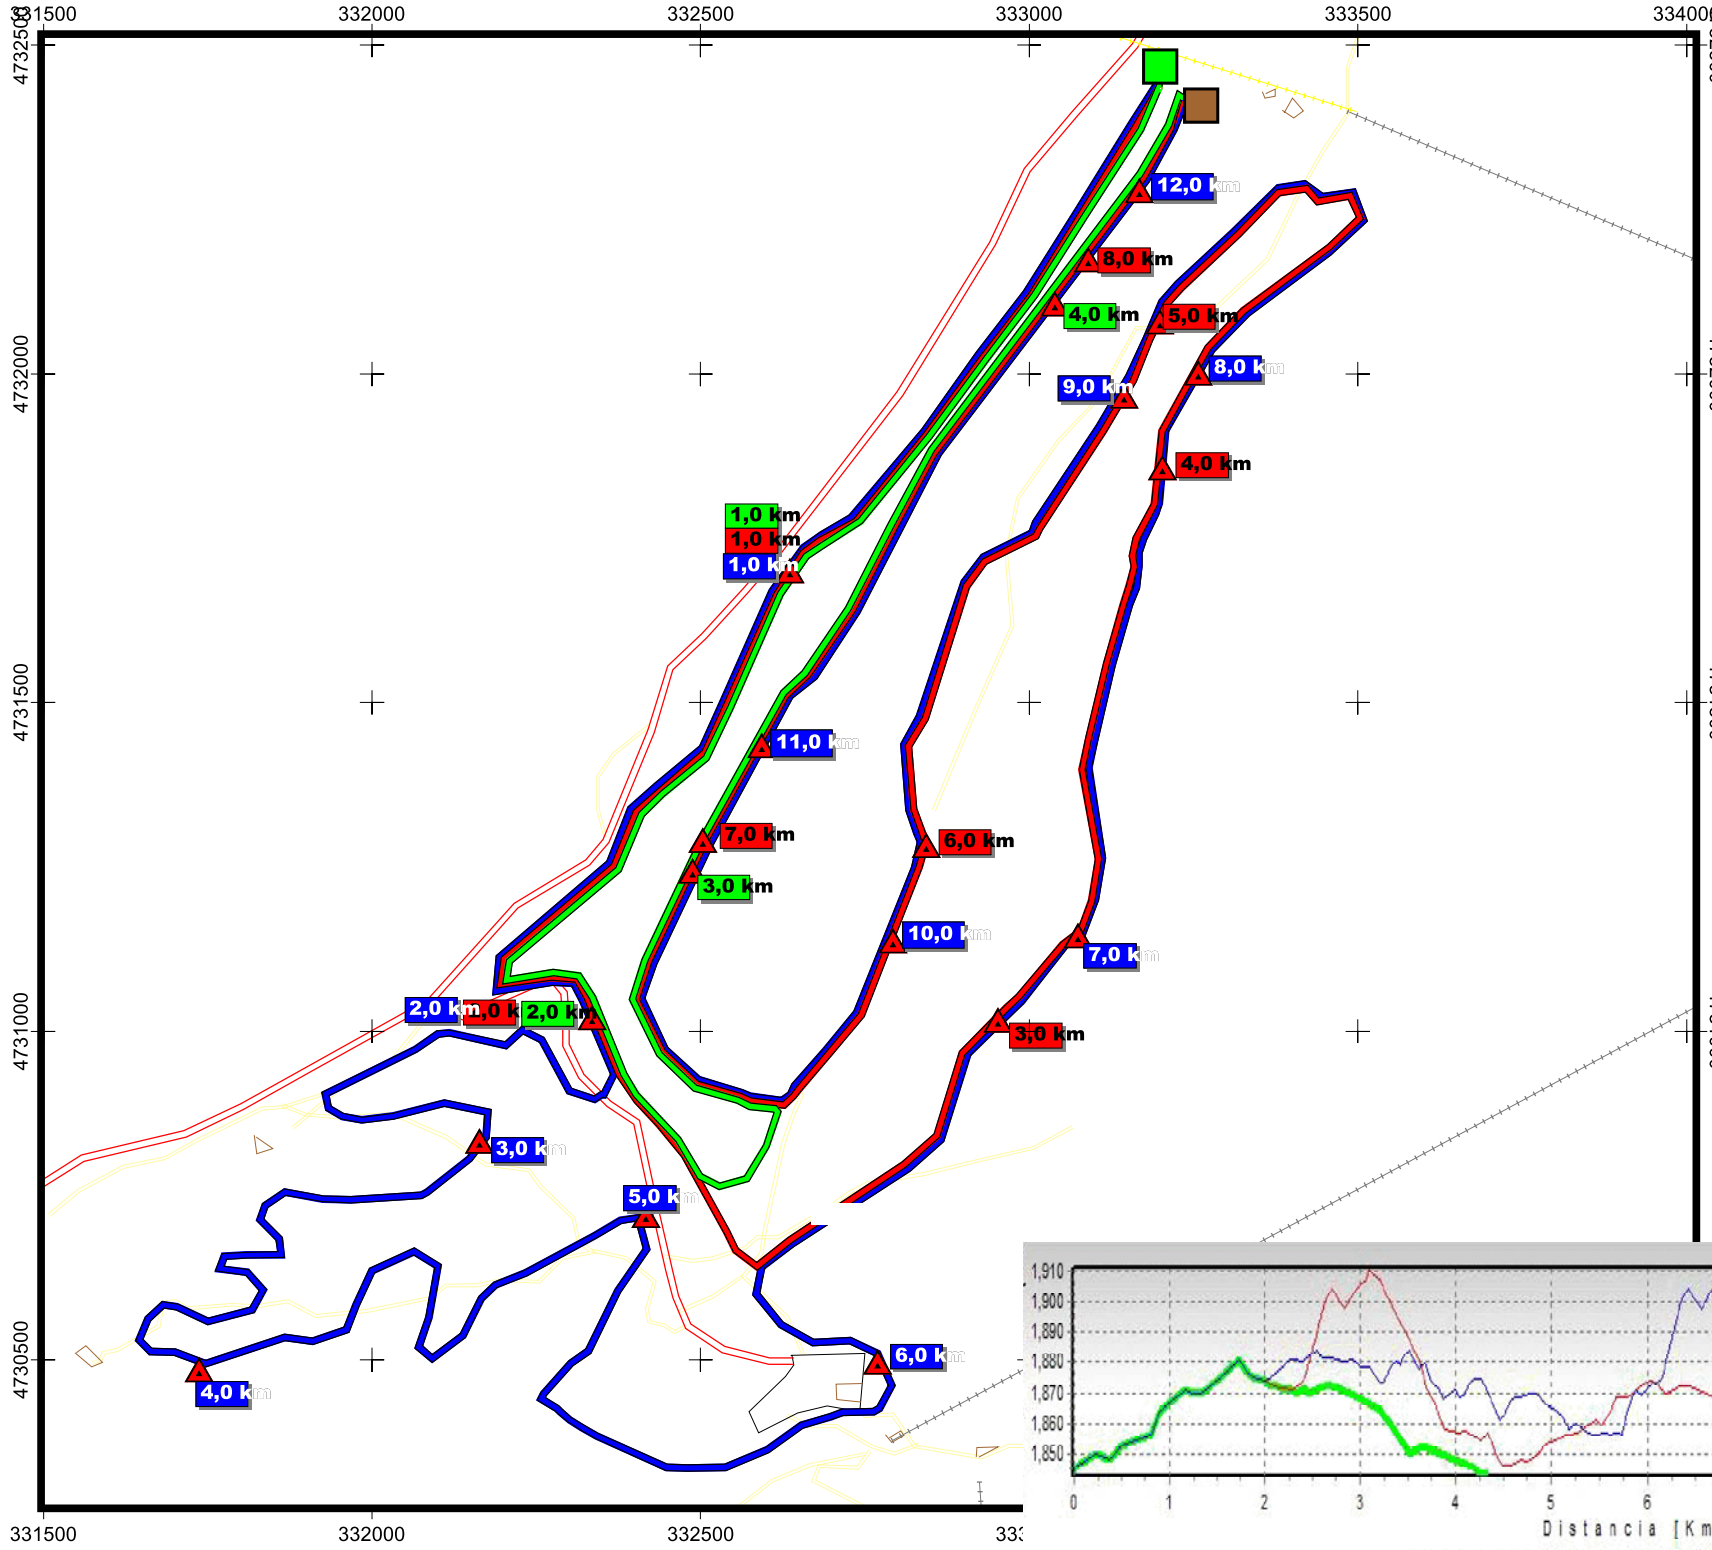 331500 332000 332500 333000 333500 33400
4732500
12,0 km
8,0 km
4,0 km
5,0 km
8,0 km
9,0 km
4732000
4,0 km
1,0 km
1,0 km
1,0 km
4731500
11,0 km
7,0 km
6,0 km
3,0 km
10,0 km
7,0 km
2,0 km
2,0 km
4731000
3,0 km
3,0 km
5,0 km
4730500
6,0 km
4,0 km
1,910
1,900
1,890
1,880
1,870
1,860
1,850
0 1 2 3 4 5 6
Distancia [Km
331500 332000 332500 333